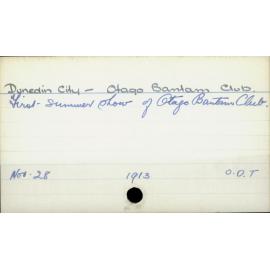 Dunedin City - Otago Bantam Club.
First summer show of Otago Bantam Club.
Nov. 28 1913 O.D.T